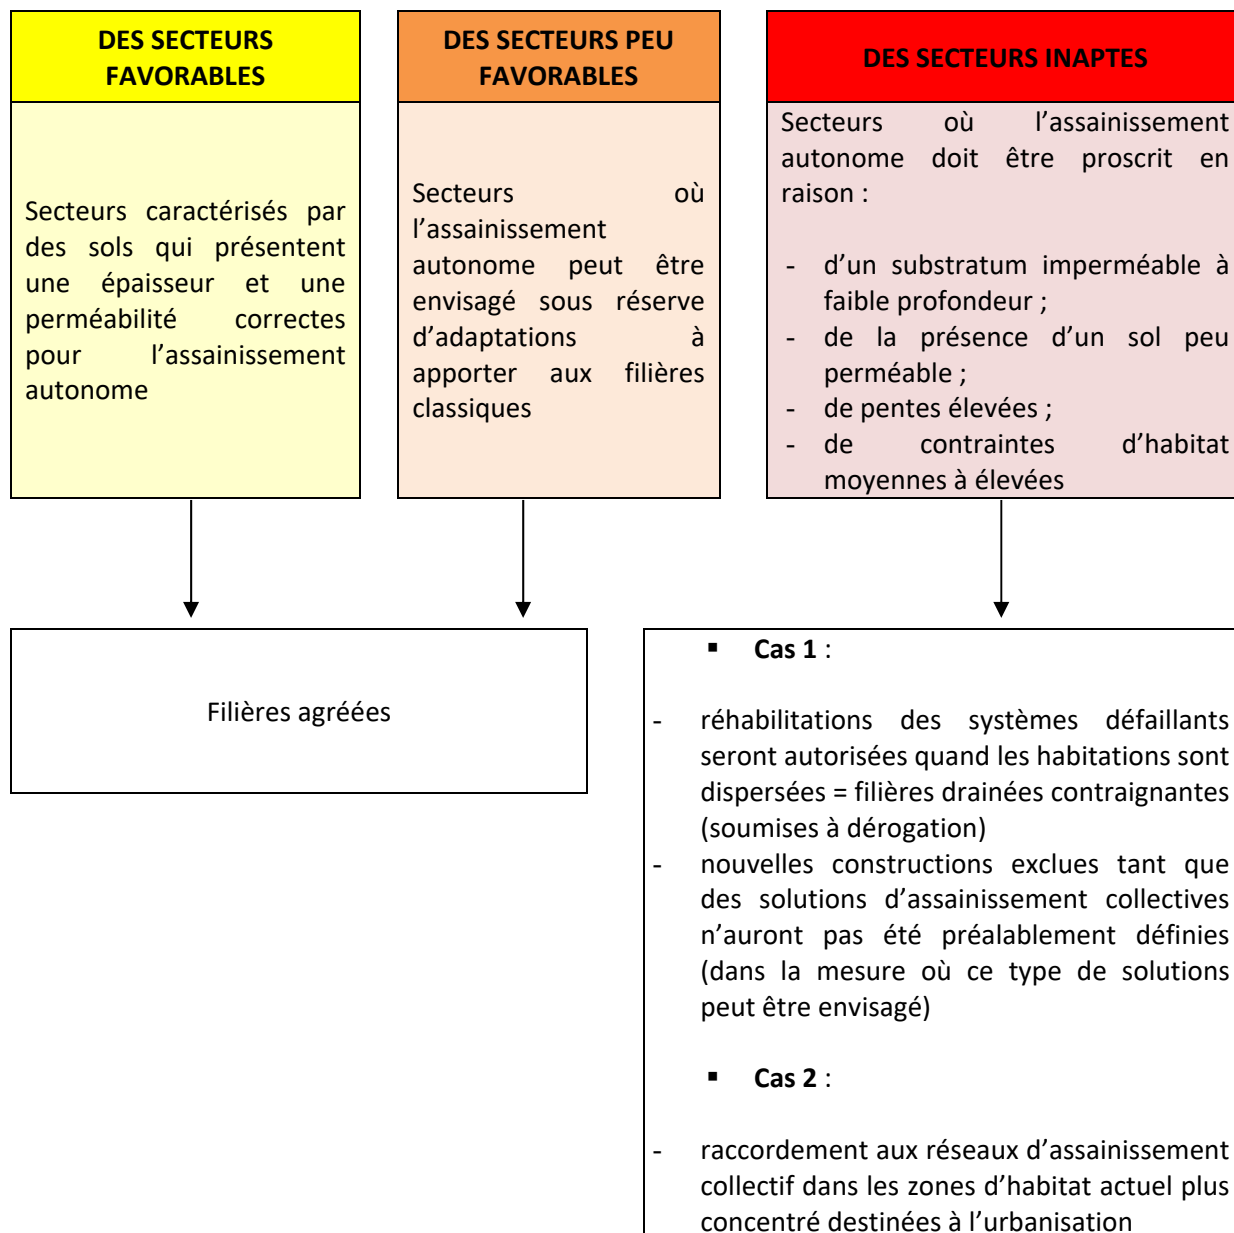 DES SECTEURS
FAVORABLES
Secteurs caractérisés par
des sols qui présentent
une épaisseur et une
perméabilité correctes
pour l’assainissement
autonome
DES SECTEURS PEU
FAVORABLES
Secteurs où
l’assainissement
autonome peut être
envisagé sous réserve
d’adaptations à
apporter aux filières
classiques
DES SECTEURS INAPTES
Secteurs où l’assainissement
autonome doit être proscrit en
raison :
- d’un substratum imperméable à
faible profondeur ;
- de la présence d’un sol peu
perméable ;
- de pentes élevées ;
- de contraintes d’habitat
moyennes à élevées
Filières agréées
▪ Cas 1 :
- réhabilitations des systèmes défaillants
seront autorisées quand les habitations sont
dispersées = filières drainées contraignantes
(soumises à dérogation)
- nouvelles constructions exclues tant que
des solutions d’assainissement collectives
n’auront pas été préalablement définies
(dans la mesure où ce type de solutions
peut être envisagé)
▪ Cas 2 :
- raccordement aux réseaux d’assainissement
collectif dans les zones d’habitat actuel plus
concentré destinées à l’urbanisation